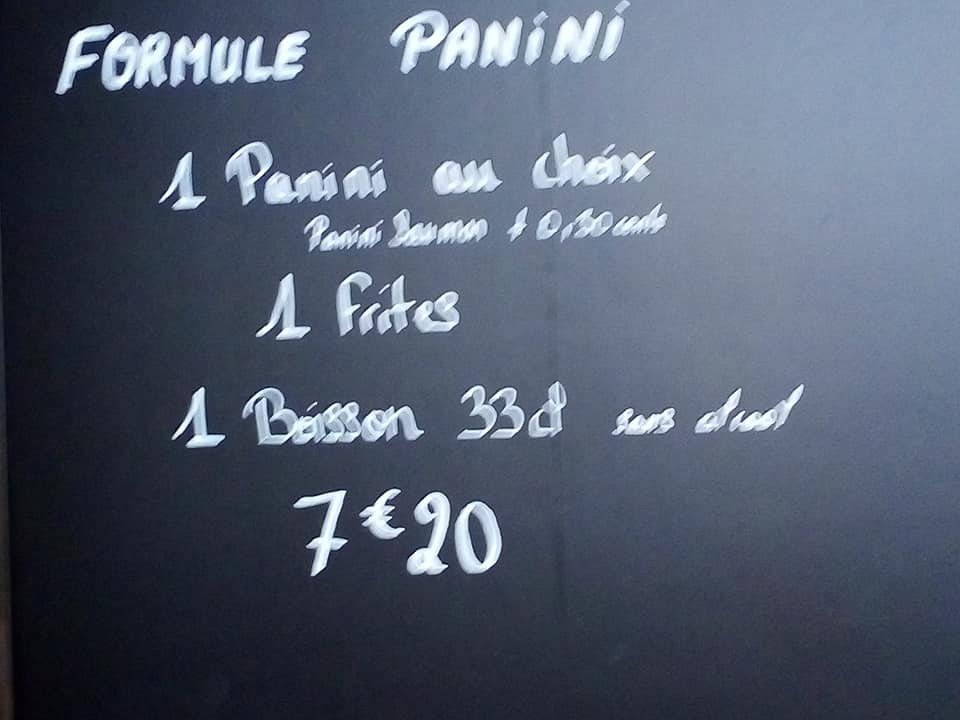 FORMULE PANINI
1 Panini au choix
Panini Saumon + 0,30 cents
1 frites
1 Boisson 33cl sans alcool
7€20